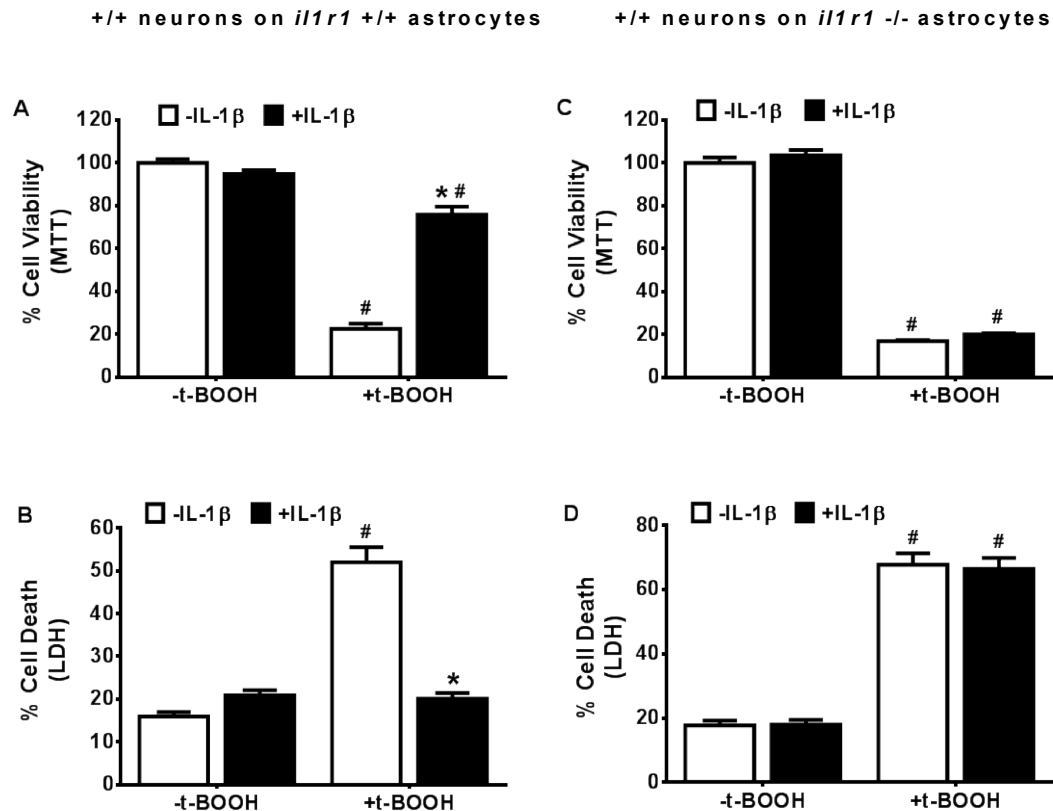 +/+ neurons on il1r1 +/+ astrocytes
+/+ neurons on il1r1 -/- astrocytes
A
-IL-1β +IL-1β
% Cell Viability
(MTT)
120
100
80
60
40
20
0
#
* #
-t-BOOH +t-BOOH
C
-IL-1β +IL-1β
% Cell Viability
(MTT)
120
100
80
60
40
20
0
# #
-t-BOOH +t-BOOH
B
-IL-1β +IL-1β
% Cell Death
(LDH)
60
50
40
30
20
10
0
#
*
-t-BOOH +t-BOOH
D
-IL-1β +IL-1β
% Cell Death
(LDH)
80
60
40
20
0
# #
-t-BOOH +t-BOOH